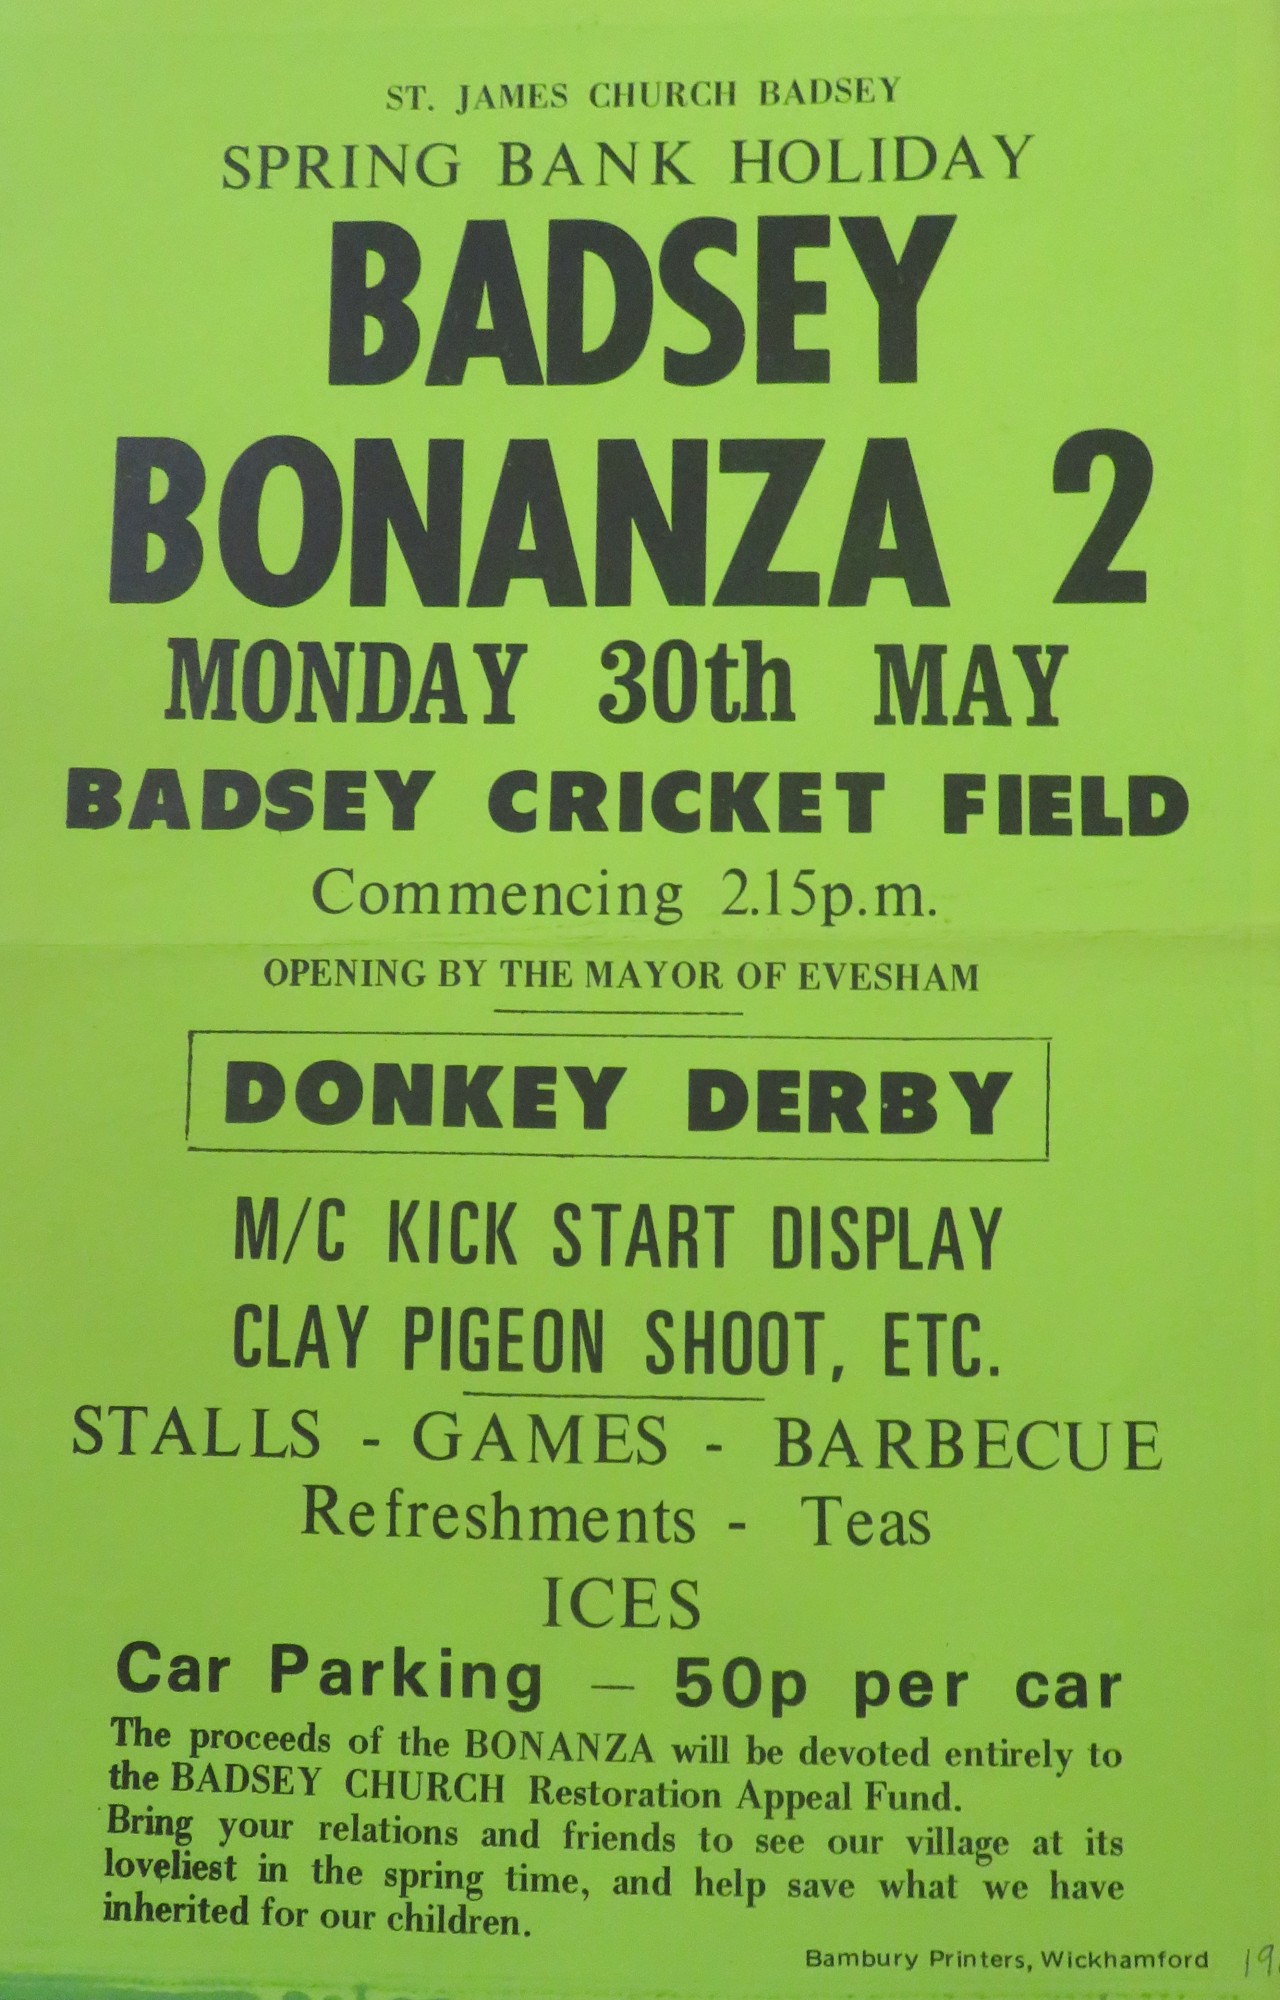 ST. JAMES CHURCH BADSEY
SPRING BANK HOLIDAY
BADSEY
BONANZA 2
MONDAY 30th MAY
BADSEY CRICKET FIELD
Commencing 2.15p.m.
OPENING BY THE MAYOR OF EVESHAM
DONKEY DERBY
M/C KICK START DISPLAY
CLAY PIGEON SHOOT, ETC.
STALLS - GAMES - BARBECUE
Refreshments - Teas
ICES
Car Parking — 50p per car
The proceeds of the BONANZA will be devoted entirely to
the BADSEY CHURCH Restoration Appeal Fund.
Bring your relations and friends to see our village at its
loveliest in the spring time, and help save what we have
inherited for our children.
Bambury Printers, Wickhamford